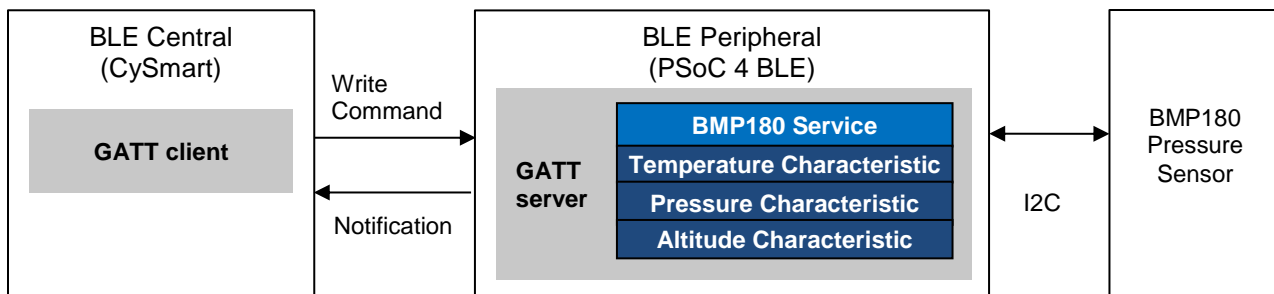 BLE Central
(CySmart)
GATT client
Write
Command
Notification
BLE Peripheral
(PSoC 4 BLE)
GATT
server
BMP180 Service
Temperature Characteristic
Pressure Characteristic
Altitude Characteristic
I2C
BMP180
Pressure
Sensor